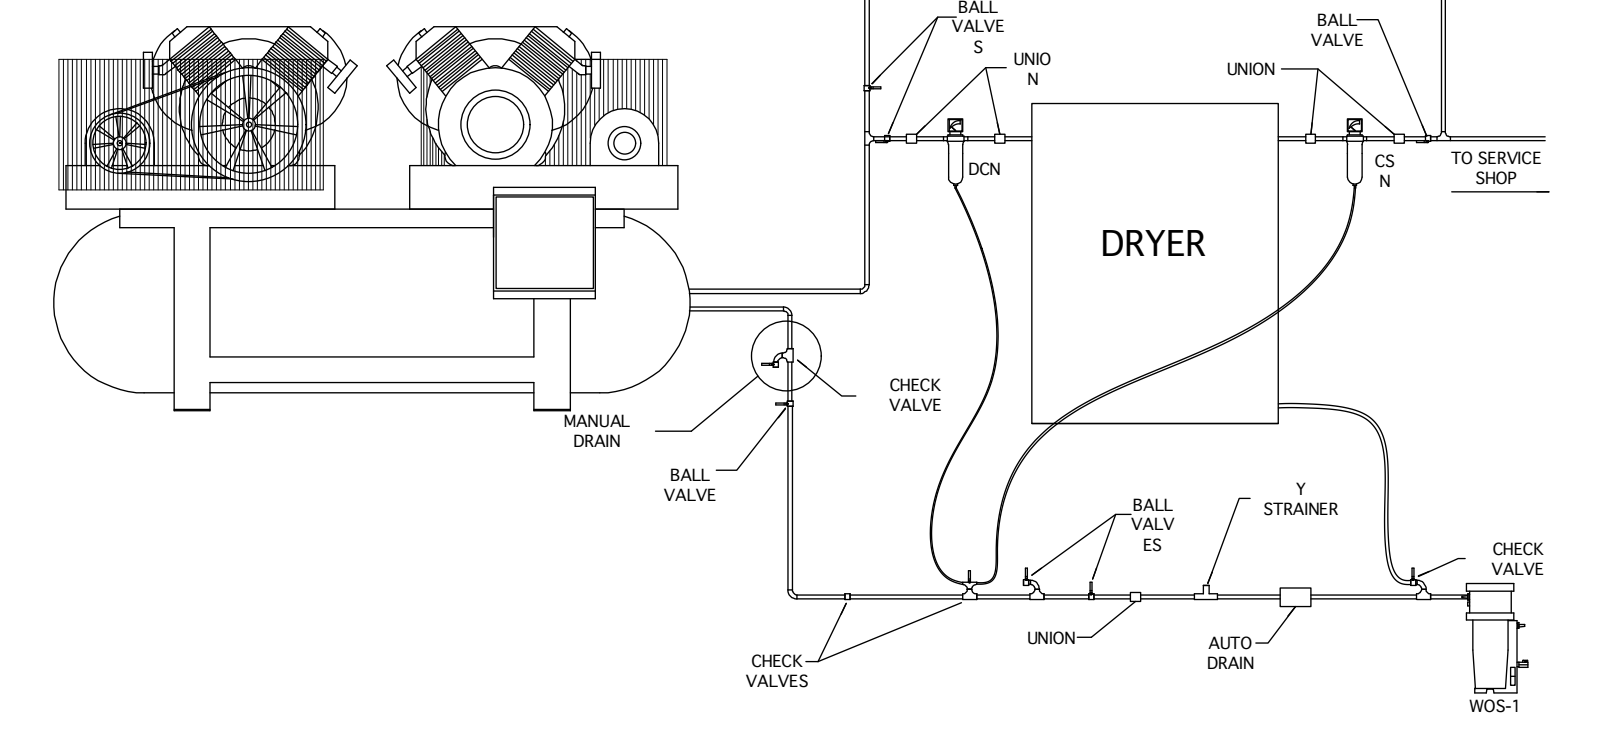 BALL
VALVE
S
UNIO
N
DCN
BALL
VALVE
UNION
CS
N
TO SERVICE
SHOP
DRYER
CHECK
VALVE
MANUAL
DRAIN
BALL
VALVE
BALL
VALV
ES
Y
STRAINER
CHECK
VALVE
UNION
AUTO
DRAIN
CHECK
VALVES
WOS-1